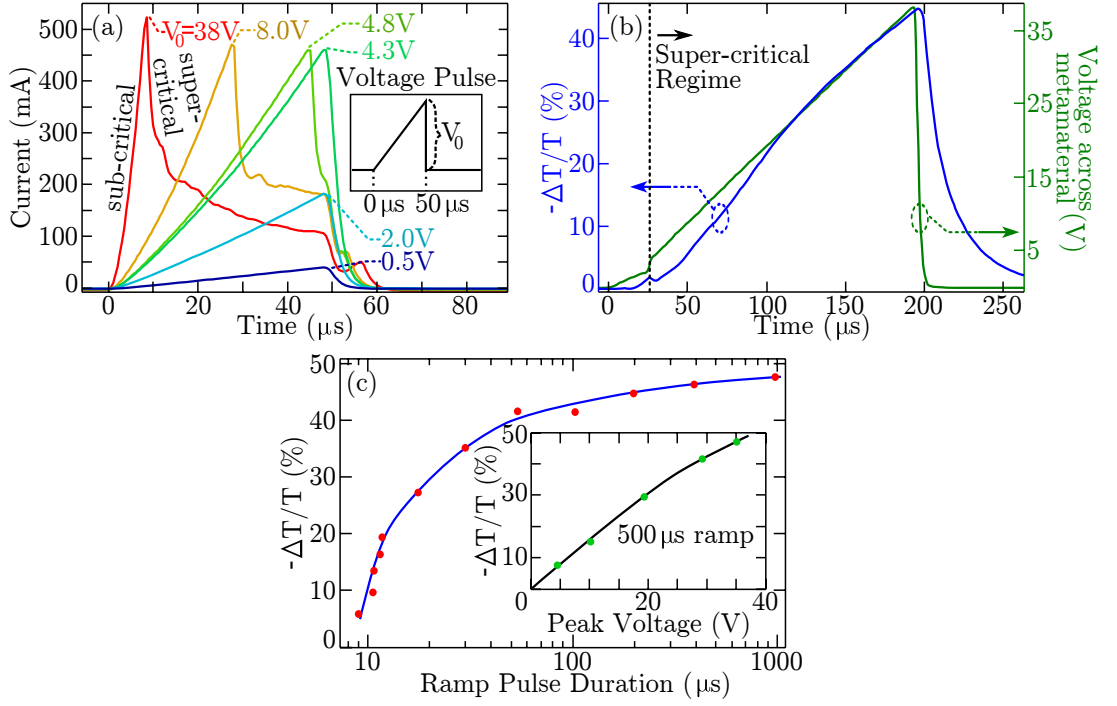 (a)
V₀=38V
8.0V
4.8V
4.3V
Voltage Pulse
V₀
0 μs
50 μs
2.0V
0.5V
sub-critical
super-
critical
500
400
300
200
100
0
Current (mA)
0
20
40
60
80
Time (μs)
(b)
Super-critical
Regime
40
30
20
10
0
-ΔT/T (%)
35
25
15
5
Voltage across
metamaterial (V)
0
50
100
150
200
250
Time (μs)
(c)
50
40
30
20
10
0
-ΔT/T (%)
10
100
1000
Ramp Pulse Duration (μs)
50
40
30
20
10
-ΔT/T (%)
500 μs ramp
0
20
40
Peak Voltage (V)